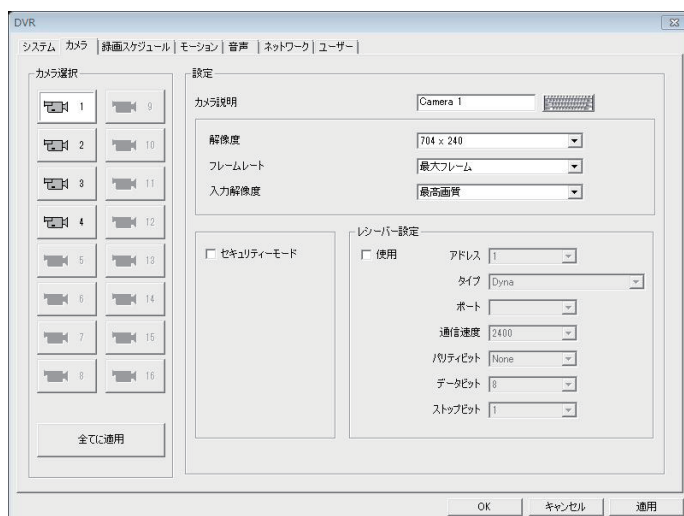 DVR
システム カメラ 録画スケジュール モーション 音声 ネットワーク ユーザー
カメラ選択
1 9
2 10
3 11
4 12
5 13
6 14
7 15
8 16
全てに適用
設定
カメラ説明 Camera 1
解像度 704 x 240
フレームレート 最大フレーム
入力解像度 最高画質
セキュリティーモード
レシーバー設定
使用 アドレス 1
タイプ Dyna
ポート
通信速度 2400
パリティビット None
データビット 8
ストップビット 1
OK キャンセル 適用